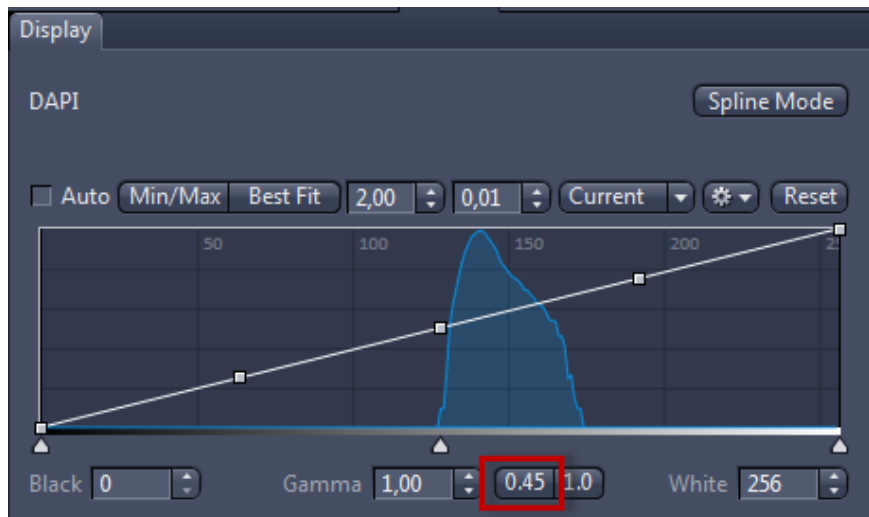 Display
DAPI Spline Mode
Auto Min/Max Best Fit 2,00 0,01 Current Reset
50 100 150 200
Black 0 Gamma 1,00 0.45 1.0 White 256